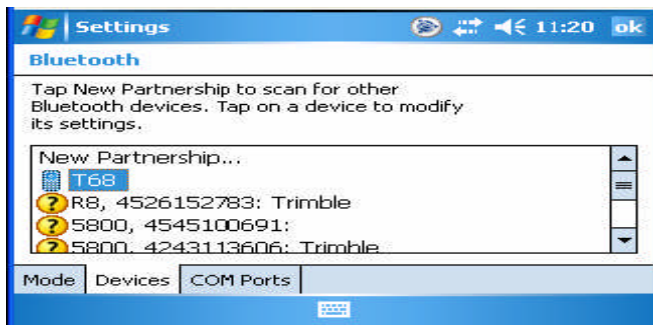 Settings 11:20 ok
Bluetooth
Tap New Partnership to scan for other
Bluetooth devices. Tap on a device to modify
its settings.
New Partnership...
T68
R8, 4526152783: Trimble
5800, 4545100691:
5800, 4243113606: Trimble
Mode Devices COM Ports